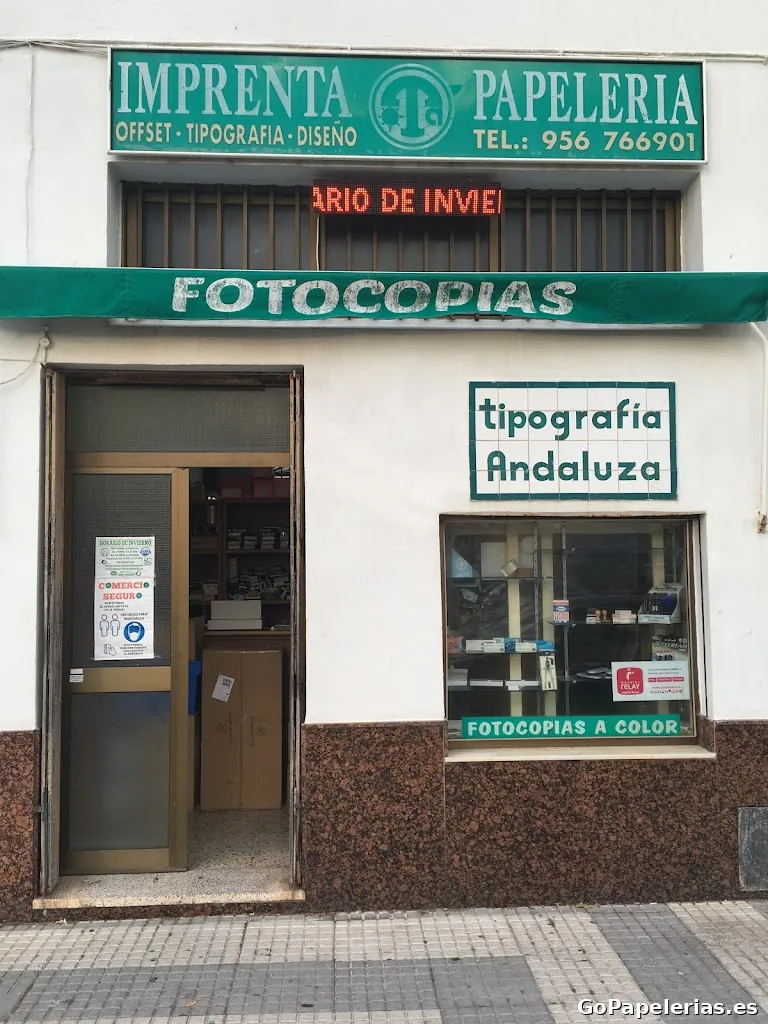 IMPRENTA
PAPELERIA
OFFSET · TIPOGRAFIA · DISEÑO
TEL.: 956 766901
ARIO DE INVIE
FOTOCOPIAS
tipografía
Andaluza
HORARIO DE INVIERNO
COMERCIO
SEGURO
RELAY
FOTOCOPIAS A COLOR
GoPapelerias.es